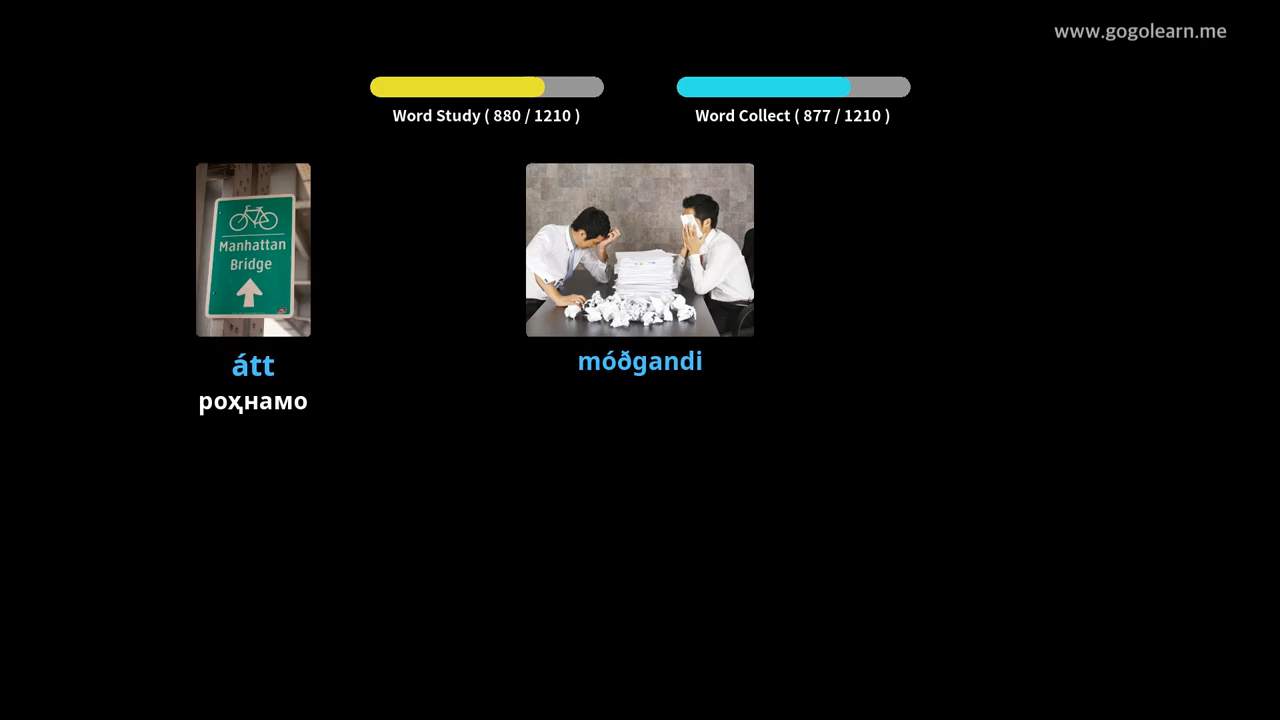 www.gogolearn.me
Word Study ( 880 / 1210 )
Word Collect ( 877 / 1210 )
Manhattan
Bridge
átt
роҳнамо
móðgandi